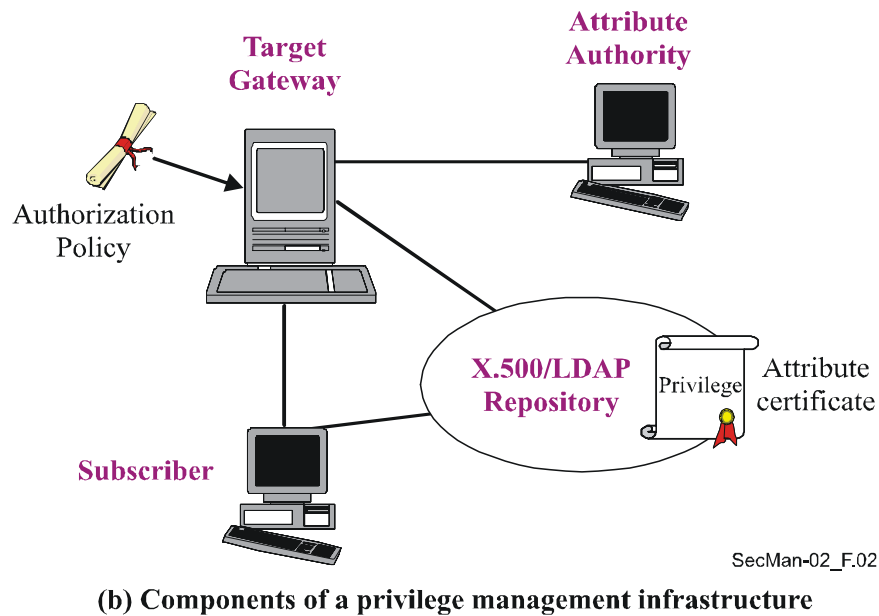 Target
Gateway
Attribute
Authority
Authorization
Policy
X.500/LDAP
Repository
Privilege
Attribute
certificate
Subscriber
SecMan-02_F.02
(b) Components of a privilege management infrastructure